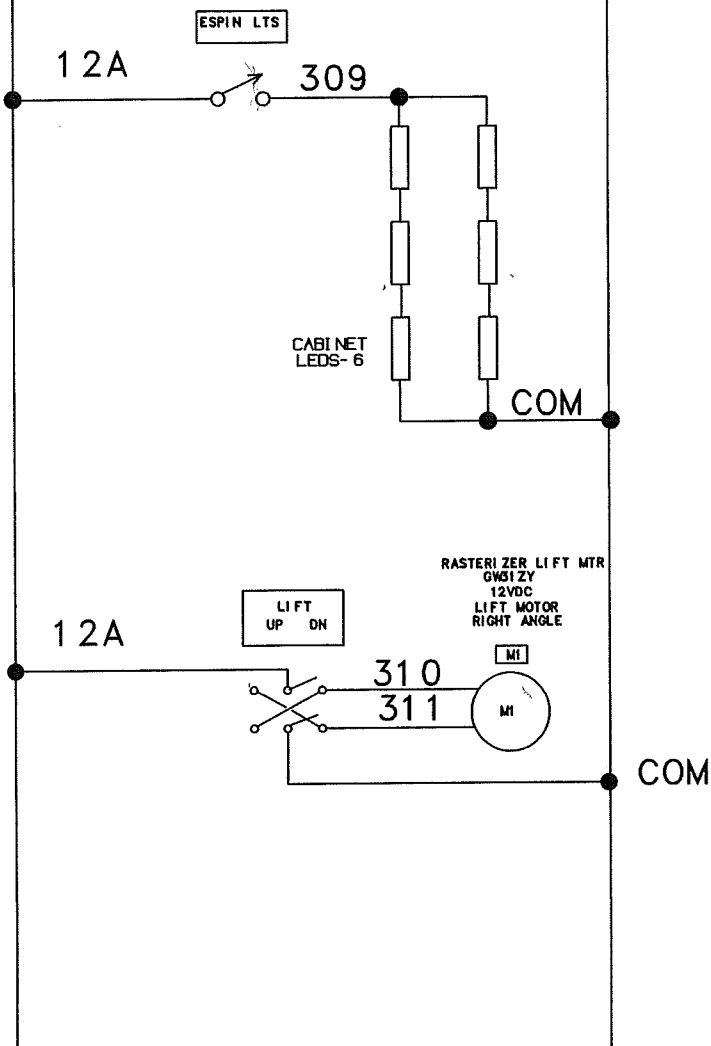 ESPIN LTS
12A
309
CABINET
LEDS-6
COM
RASTERIZER LIFT MTR
GW31ZY
12VDC
LIFT MOTOR
RIGHT ANGLE
LIFT
UP DN
12A
M1
310
311
M1
COM